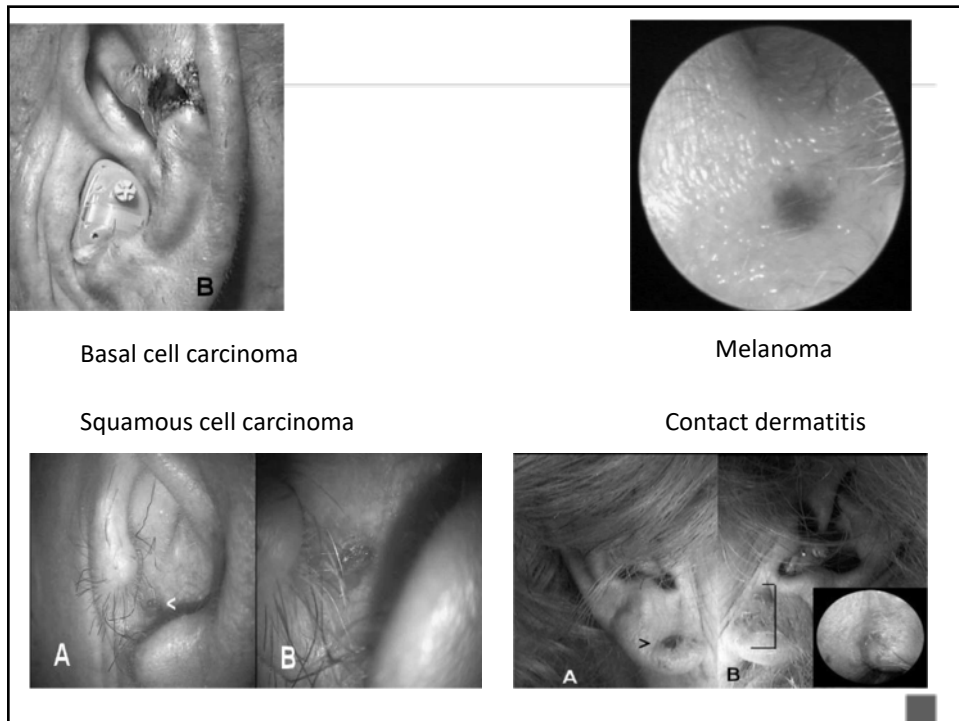 B
Basal cell carcinoma
Melanoma
Squamous cell carcinoma
Contact dermatitis
<
A
B
>
A
B